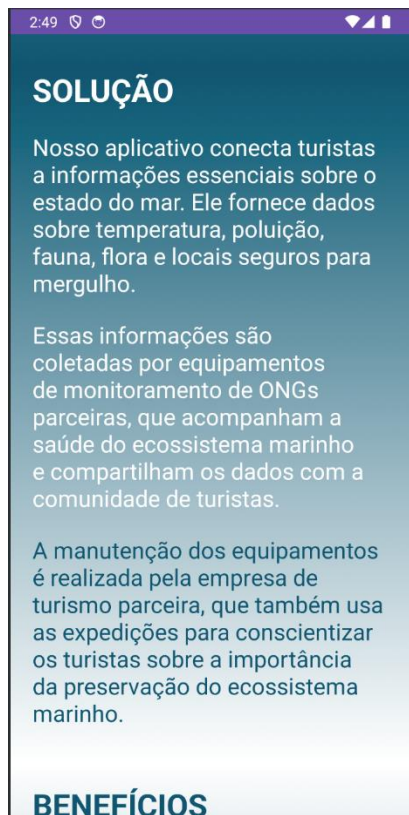 2:49
SOLUÇÃO
Nosso aplicativo conecta turistas
a informações essenciais sobre o
estado do mar. Ele fornece dados
sobre temperatura, poluição,
fauna, flora e locais seguros para
mergulho.
Essas informações são
coletadas por equipamentos
de monitoramento de ONGs
parceiras, que acompanham a
saúde do ecossistema marinho
e compartilham os dados com a
comunidade de turistas.
A manutenção dos equipamentos
é realizada pela empresa de
turismo parceira, que também usa
as expedições para conscientizar
os turistas sobre a importância
da preservação do ecossistema
marinho.
BENEFÍCIOS